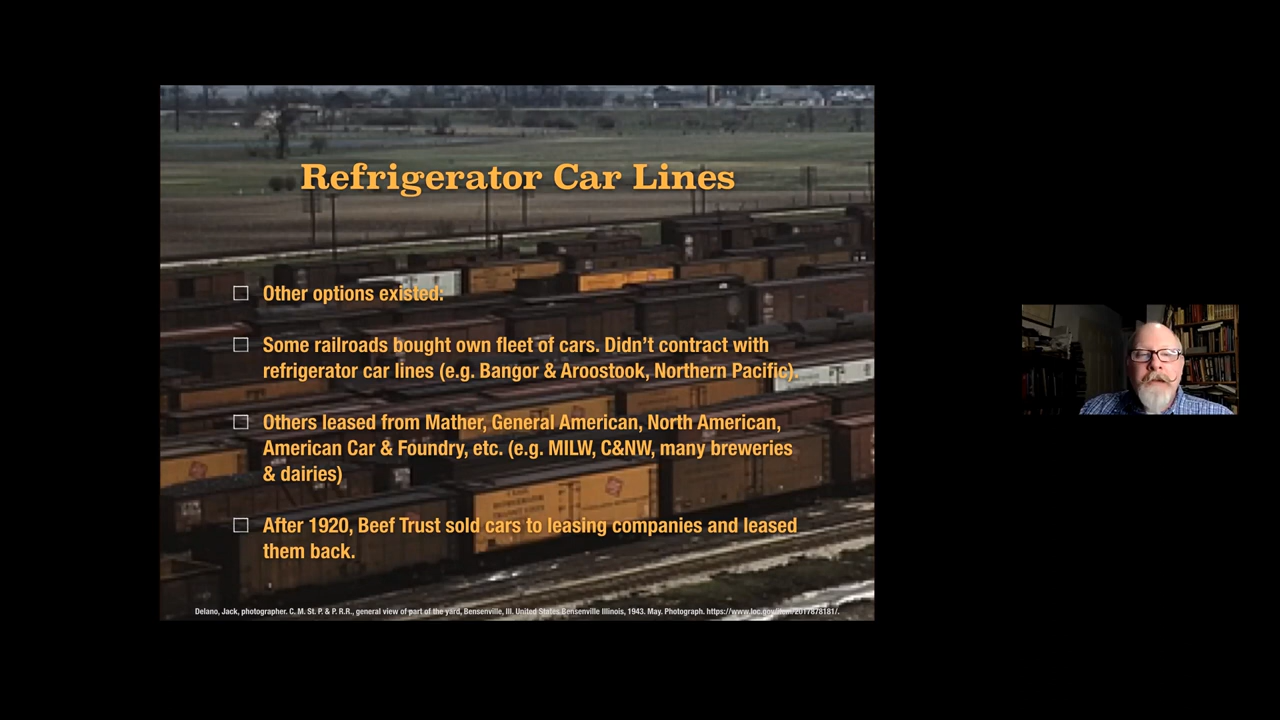 Refrigerator Car Lines
Other options existed:
Some railroads bought own fleet of cars. Didn't contract with
refrigerator car lines (e.g. Bangor & Aroostook, Northern Pacific).
Others leased from Mather, General American, North American,
American Car & Foundry, etc. (e.g. MILW, C&NW, many breweries
& dairies)
After 1920, Beef Trust sold cars to leasing companies and leased
them back.
Delano, Jack, photographer. C. M. St. P. & P. R.R., general view of part of the yard, Bensenville, Ill. United States Bensenville Illinois, 1943. May. Photograph. https://www.loc.gov/item/2017878181/.